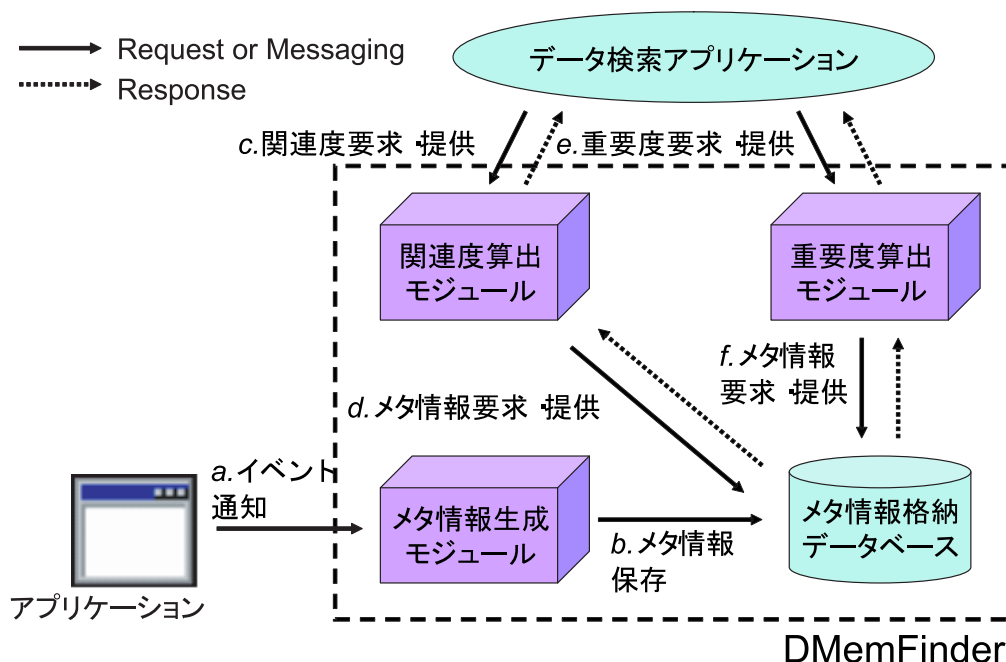 Request or Messaging
Response
データ検索アプリケーション
c.関連度要求・提供
e.重要度要求・提供
関連度算出
モジュール
重要度算出
モジュール
f.メタ情報
要求・提供
d.メタ情報要求・提供
a.イベント
通知
メタ情報生成
モジュール
b.メタ情報
保存
メタ情報格納
データベース
アプリケーション
DMemFinder